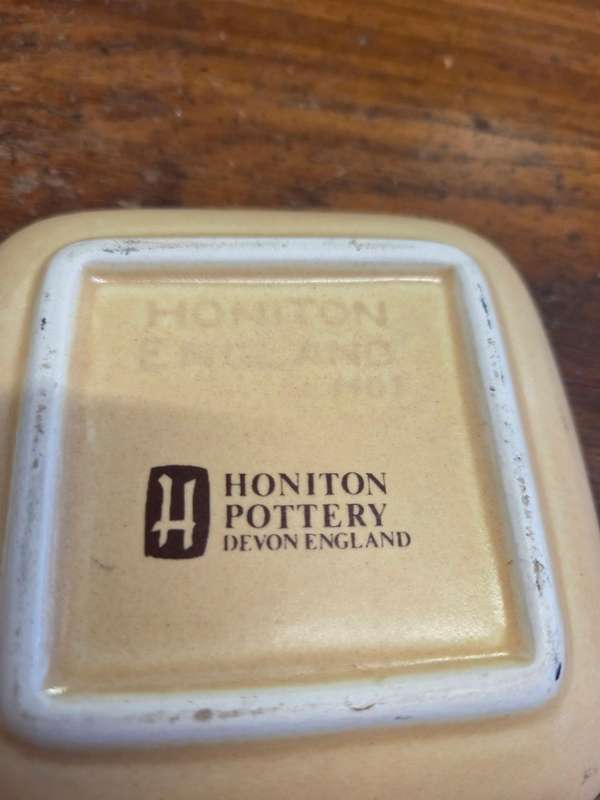 HONITON
ENGLAND
H
HONITON
POTTERY
DEVON ENGLAND